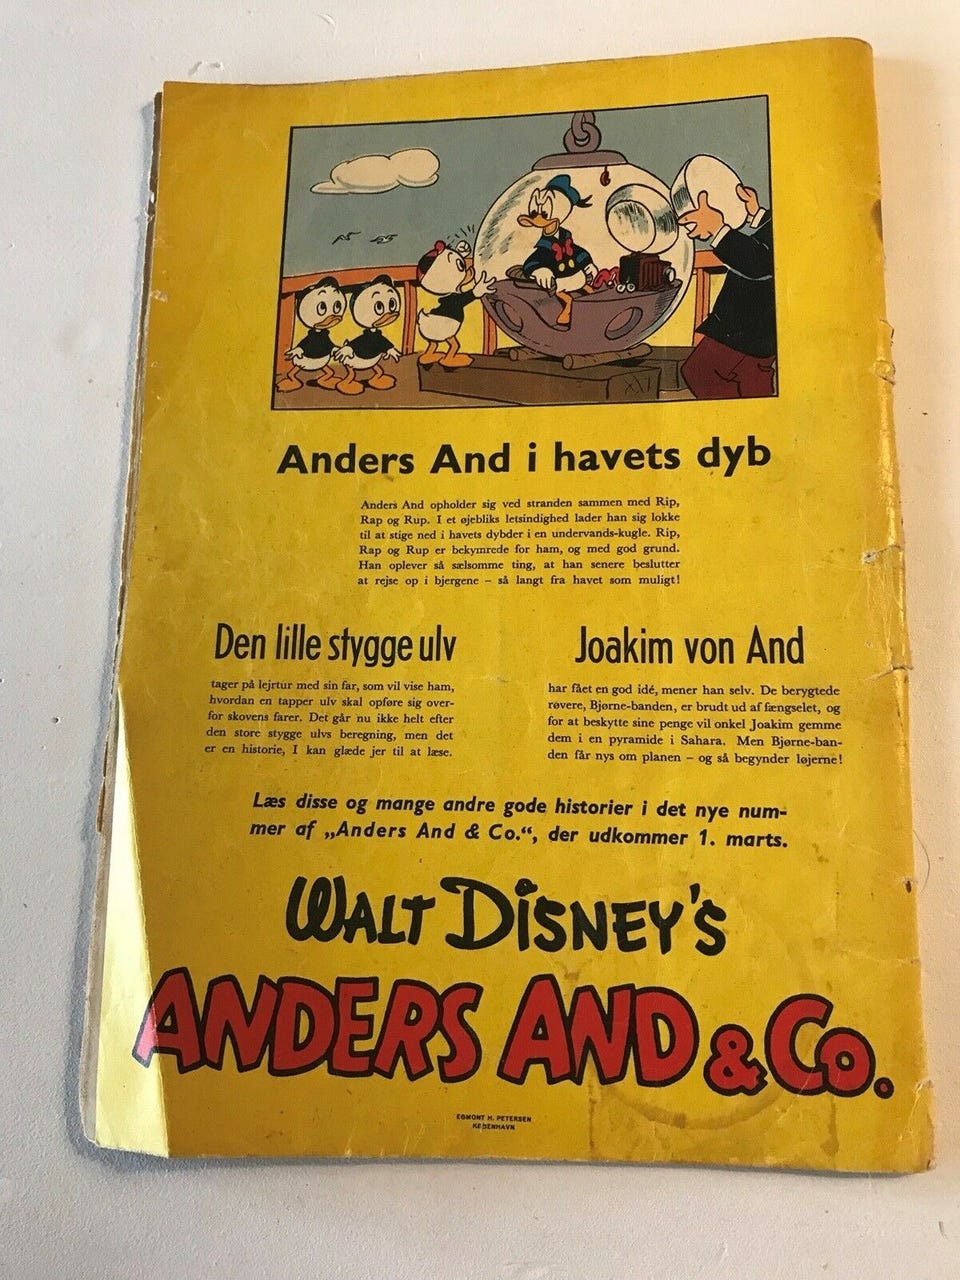 Anders And i havets dyb
Anders And opholder sig ved stranden sammen med Rip,
Rap og Rup. I et øjebliks letsindighed lader han sig lokke
til at stige ned i havets dybder i en undervands-kugle. Rip,
Rap og Rup er bekymrede for ham, og med god grund.
Han oplever så sælsomme ting, at han senere beslutter
at rejse op i bjergene – så langt fra havet som muligt!
Den lille stygge ulv
tager på lejrtur med sin far, som vil vise ham,
hvordan en tapper ulv skal opføre sig over-
for skovens farer. Det går nu ikke helt efter
den store stygge ulvs beregning, men det
er en historie, I kan glæde jer til at læse.
Joakim von And
har fået en god idé, mener han selv. De berygtede
røvere, Bjørne-banden, er brudt ud af fængselet, og
for at beskytte sine penge vil onkel Joakim gemme
dem i en pyramide i Sahara. Men Bjørne-ban-
den får nys om planen – og så begynder løjerne!
Læs disse og mange andre gode historier i det nye num-
mer af „Anders And & Co.“, der udkommer 1. marts.
WALT DISNEY'S
ANDERS AND & Co.
EGMONT H. PETERSEN
KØBENHAVN